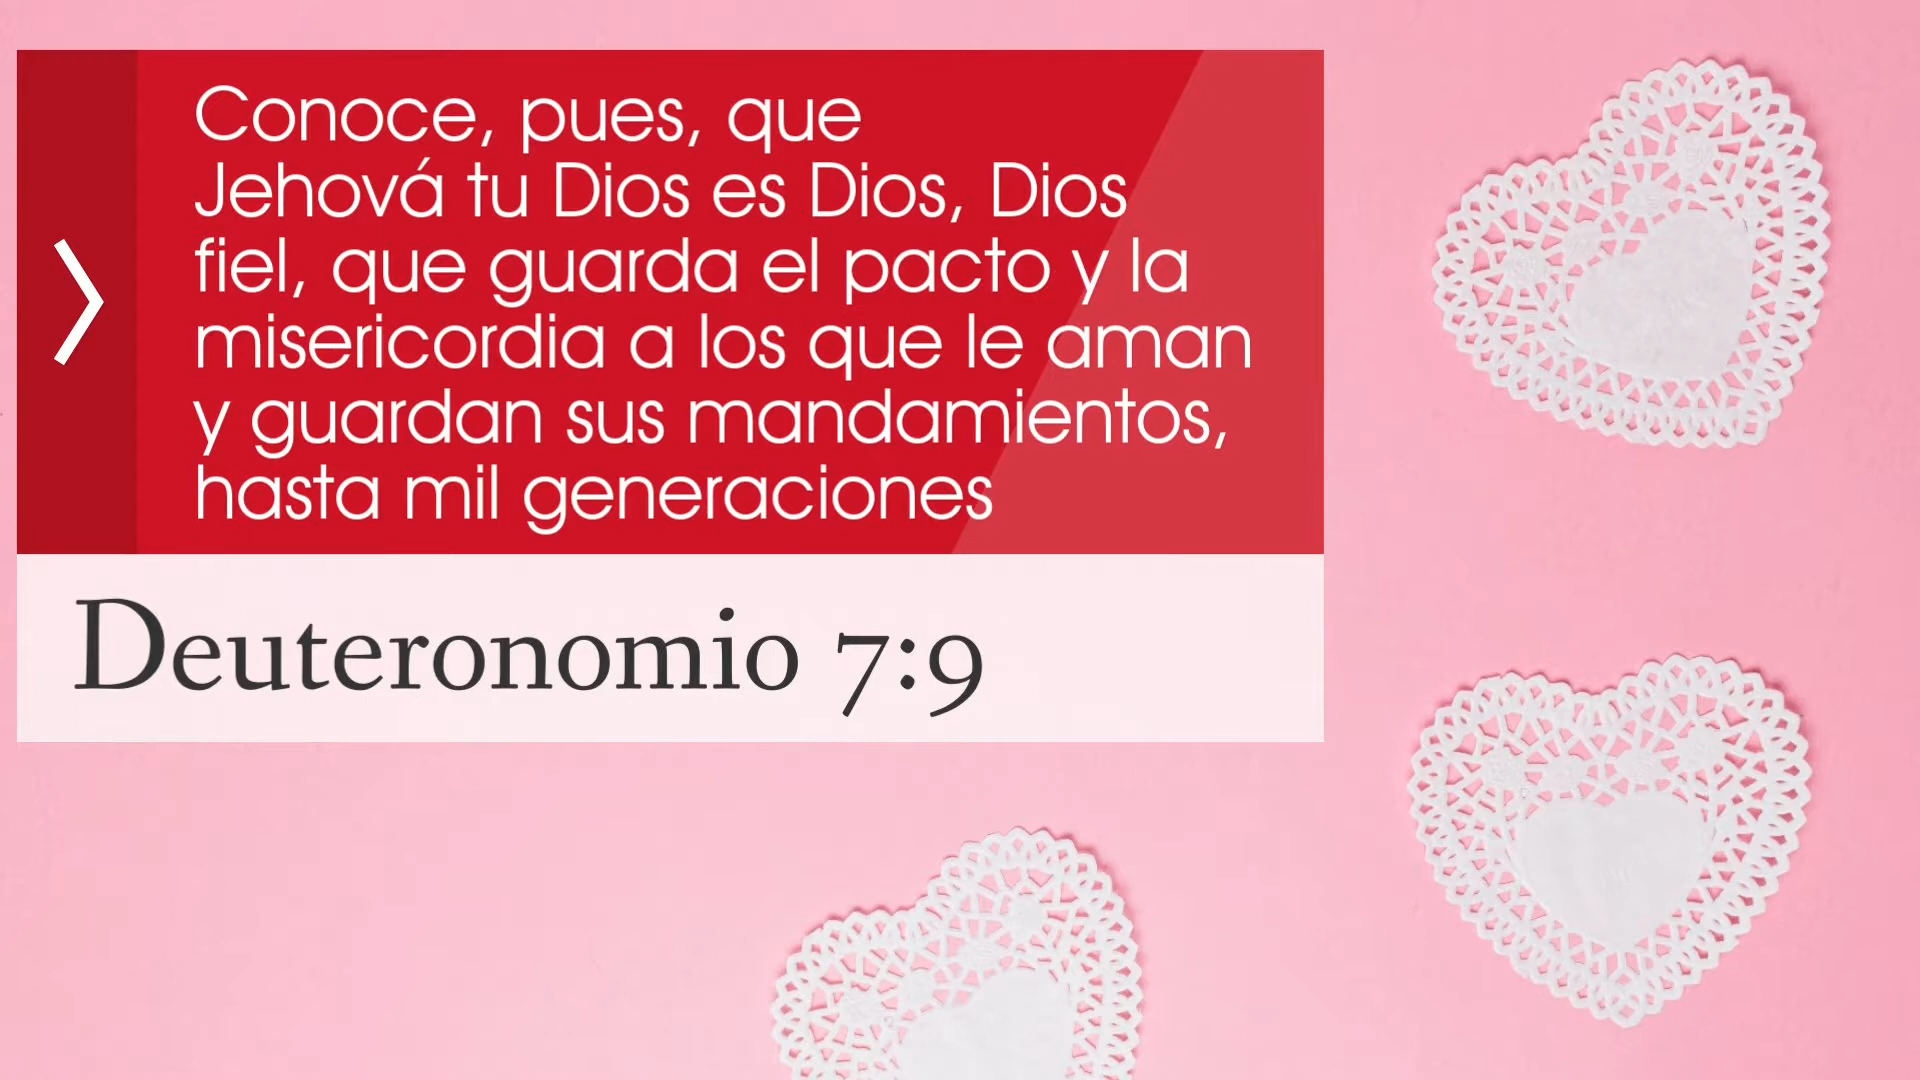 Conoce, pues, que
Jehová tu Dios es Dios, Dios
fiel, que guarda el pacto y la
misericordia a los que le aman
y guardan sus mandamientos,
hasta mil generaciones
Deuteronomio 7:9